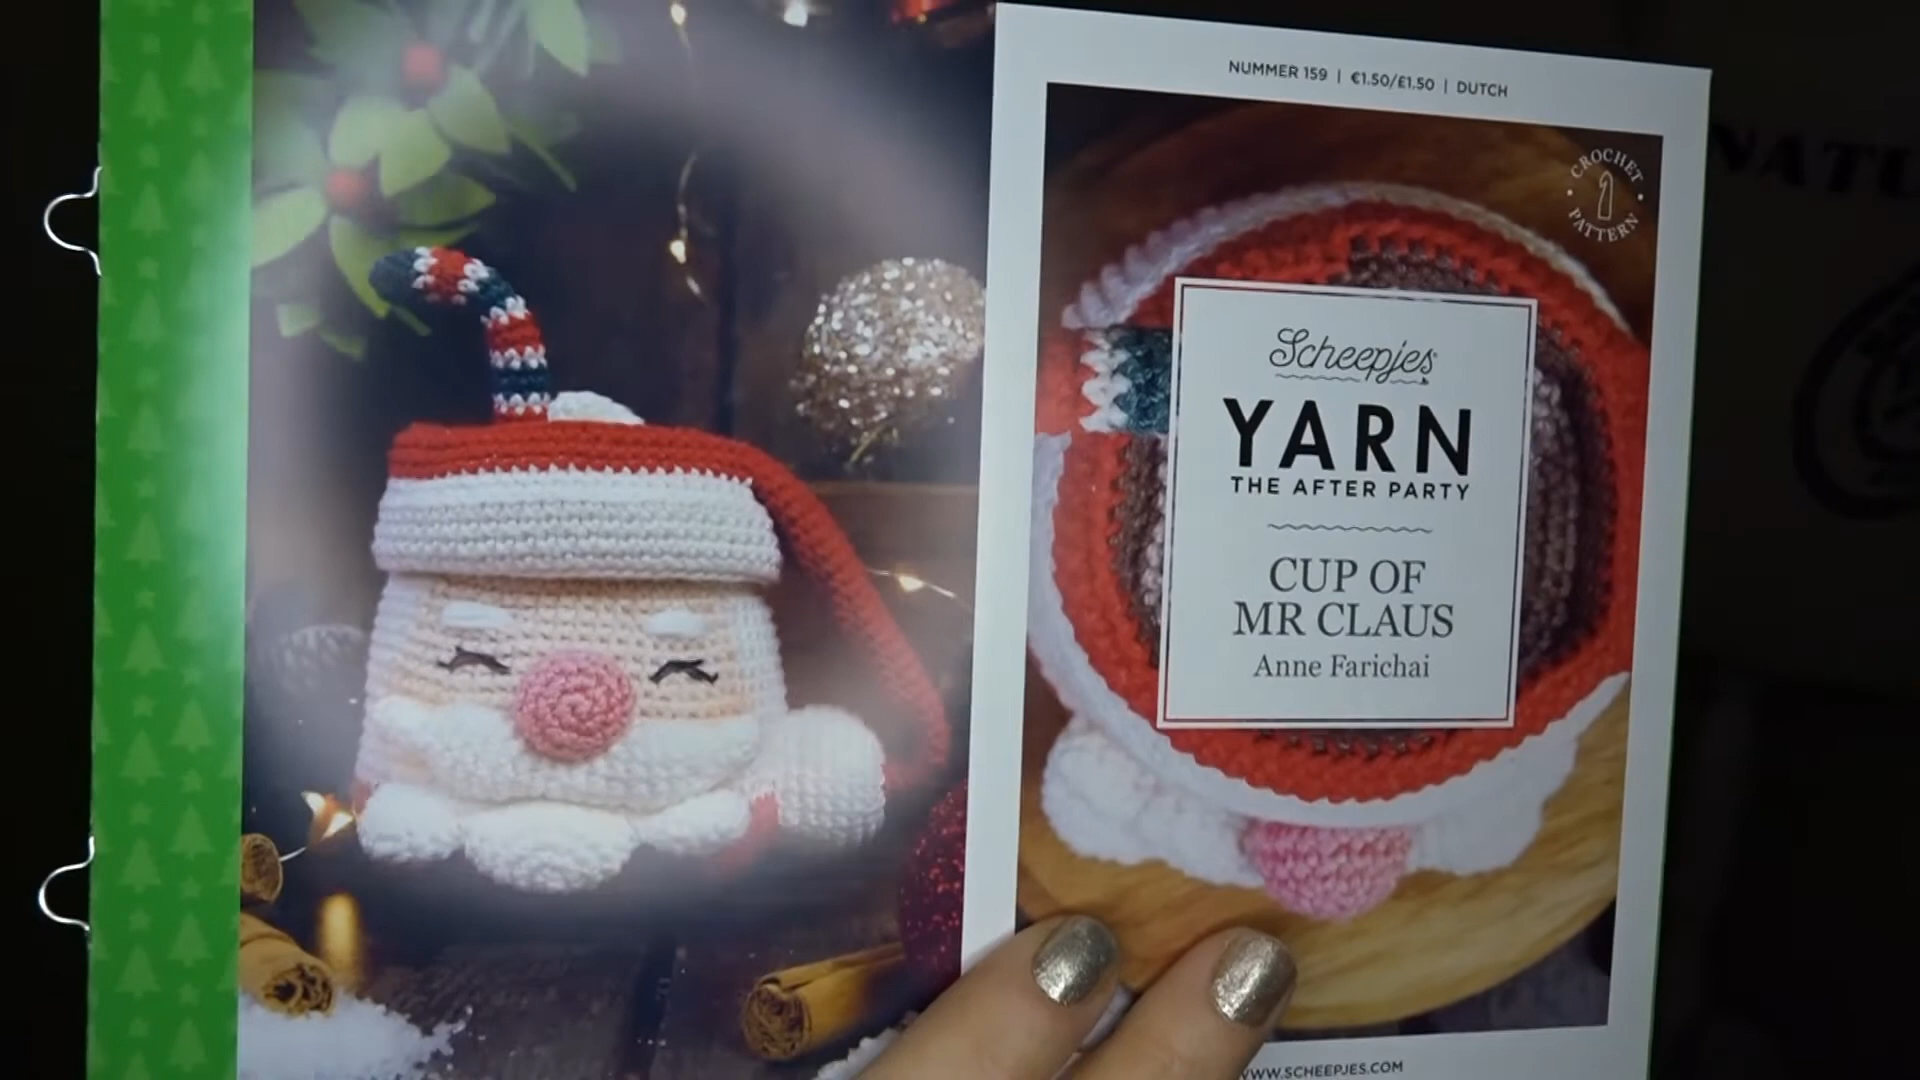 NUMMER 159 | €1.50/£1.50 | DUTCH
CROCHET
PATTERN
Scheepjes
YARN
THE AFTER PARTY
CUP OF
MR CLAUS
Anne Farichai
WWW.SCHEEPJES.COM